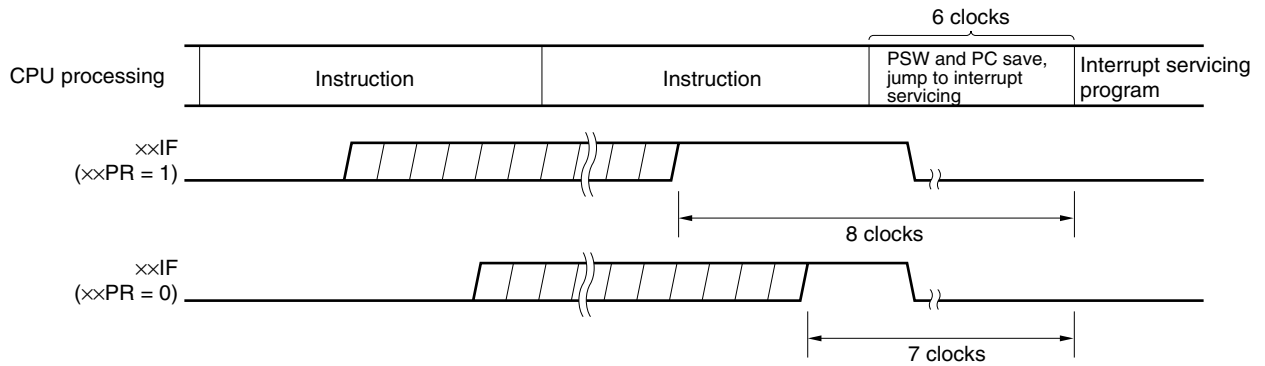 6 clocks
CPU processing
Instruction
Instruction
PSW and PC save,
jump to interrupt
servicing
Interrupt servicing
program
××IF
(××PR = 1)
8 clocks
××IF
(××PR = 0)
7 clocks